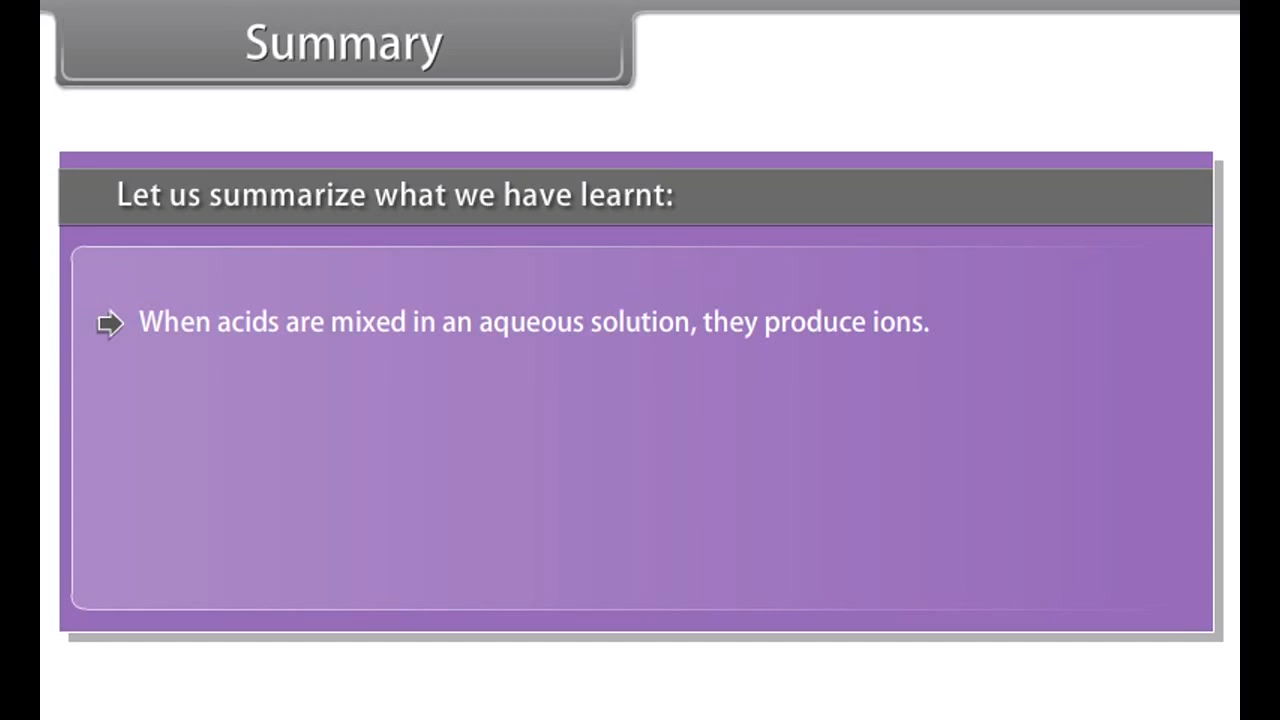 Summary
Let us summarize what we have learnt:
When acids are mixed in an aqueous solution, they produce ions.